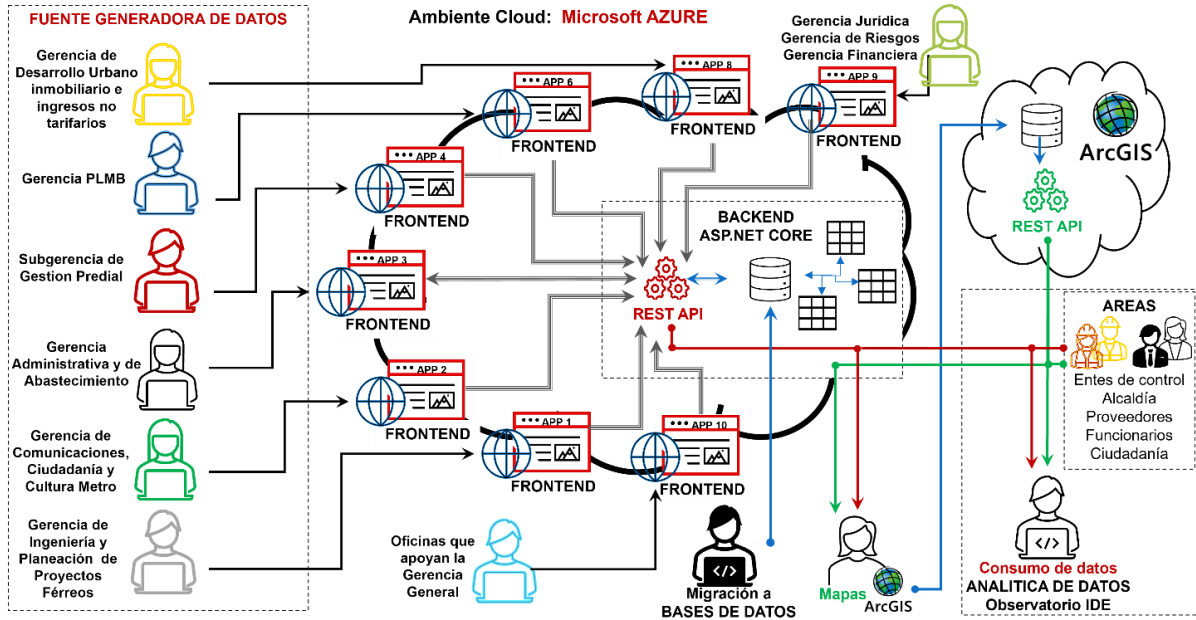 FUENTE GENERADORA DE DATOS
Gerencia de
Desarrollo Urbano
inmobiliario e
ingresos no
tarifarios
Gerencia PLMB
Subgerencia de
Gestion Predial
Gerencia
Administrativa y de
Abastecimiento
Gerencia de
Comunicaciones,
Ciudadanía y
Cultura Metro
Gerencia de
Ingeniería y
Planeación de
Proyectos
Férreos
Ambiente Cloud: Microsoft AZURE
APP 6
FRONTEND
APP 8
FRONTEND
APP 9
FRONTEND
APP 4
FRONTEND
APP 3
FRONTEND
APP 2
FRONTEND
APP 1
FRONTEND
APP 10
FRONTEND
Gerencia Jurídica
Gerencia de Riesgos
Gerencia Financiera
BACKEND
ASP.NET CORE
REST API
Oficinas que
apoyan la
Gerencia
General
</>
Migración a
BASES DE DATOS
Mapas
ArcGIS
ArcGIS
REST API
AREAS
Entes de control
Alcaldía
Proveedores
Funcionarios
Ciudadanía
</>
Consumo de datos
ANALITICA DE DATOS
Observatorio IDE